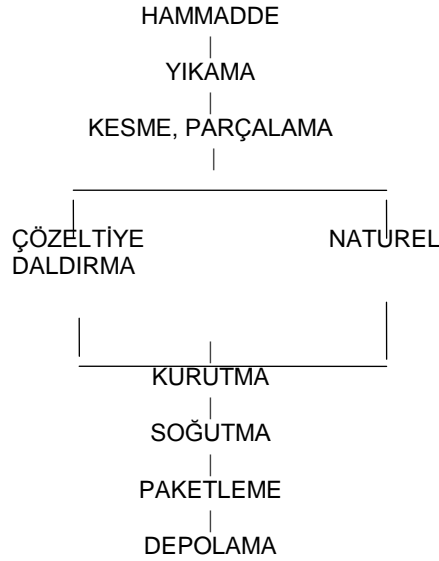 HAMMADDE
YIKAMA
KESME, PARÇALAMA
ÇÖZELTİYE
DALDIRMA
NATUREL
KURUTMA
SOĞUTMA
PAKETLEME
DEPOLAMA